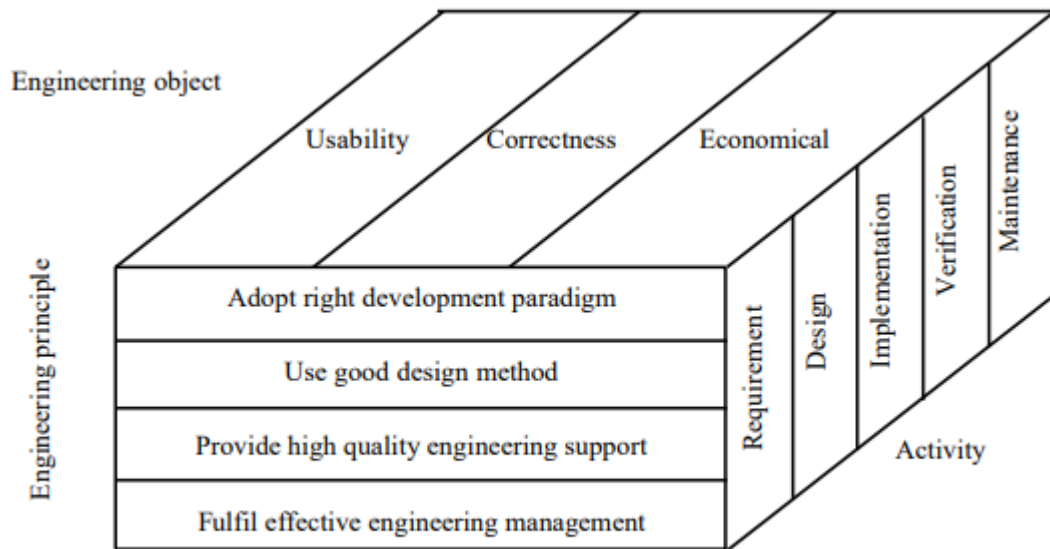 Engineering object
Usability
Correctness
Economical
Engineering principle
Adopt right development paradigm
Use good design method
Provide high quality engineering support
Fulfil effective engineering management
Requirement
Design
Implementation
Verification
Maintenance
Activity